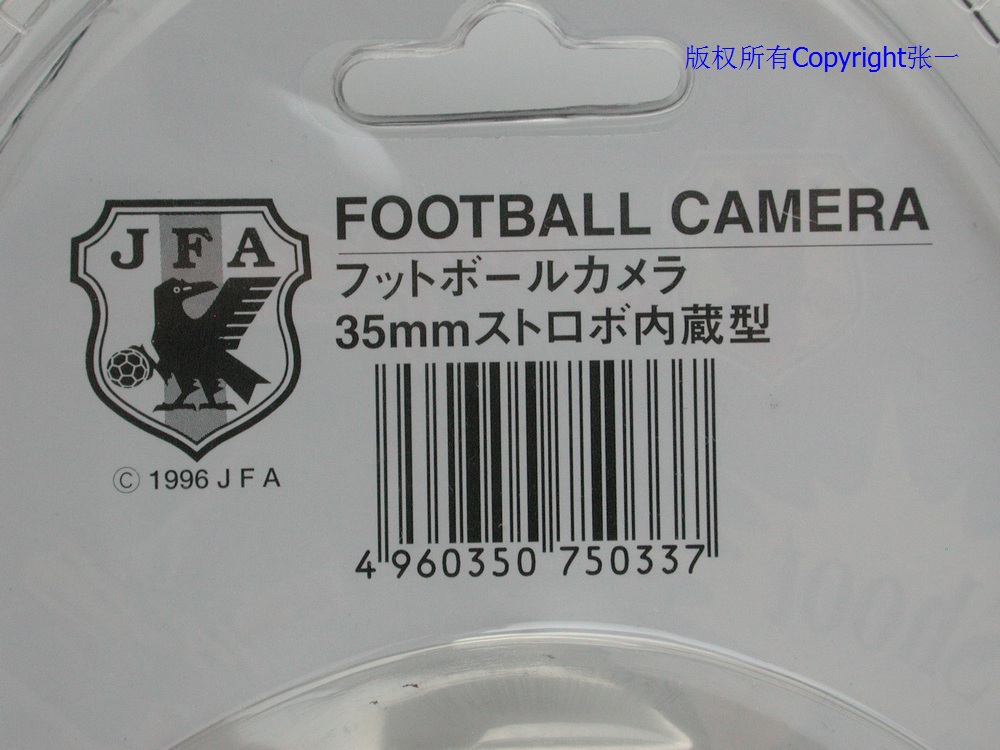 版权所有Copyright张一
FOOTBALL CAMERA
フットボールカメラ
35mmストロボ内蔵型
JFA
© 1996 JFA
4 960350 750337